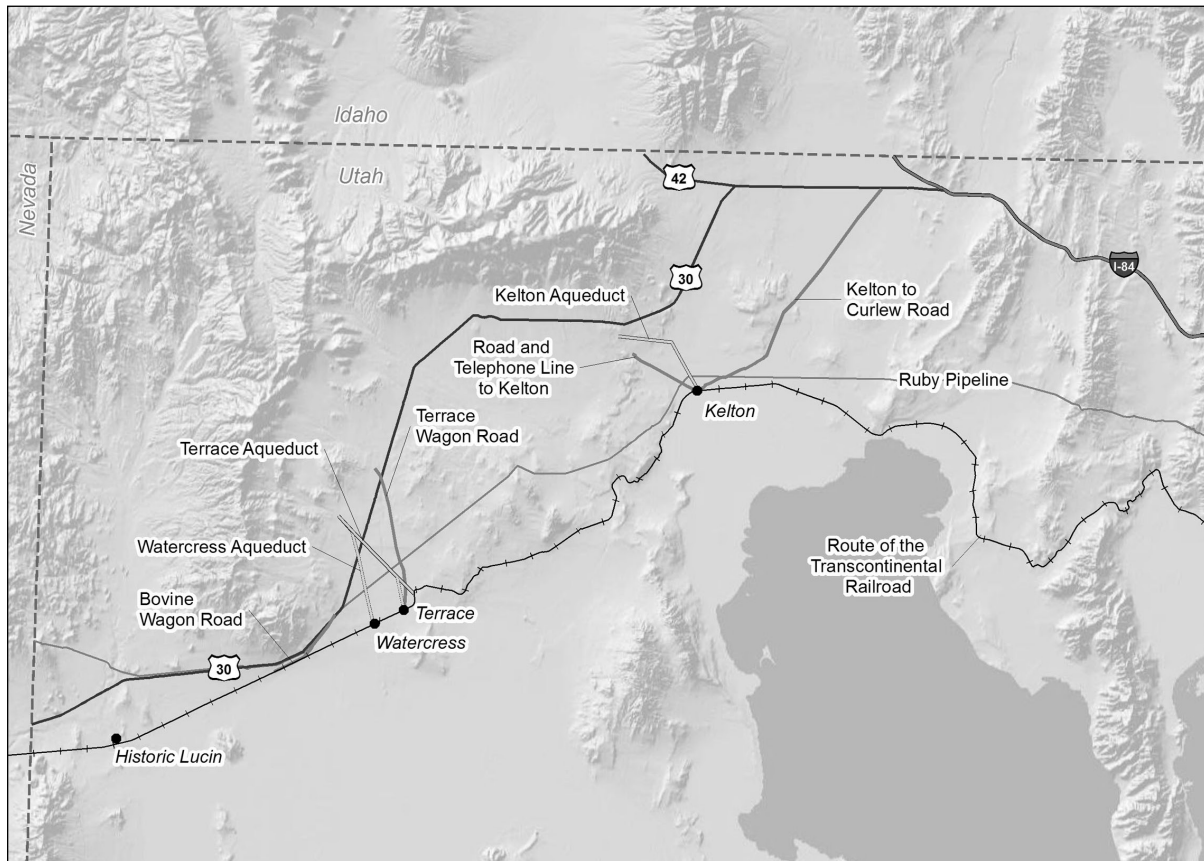 Idaho
Utah
Nevada
42
30
I-84
Kelton Aqueduct
Kelton to
Curlew Road
Road and
Telephone Line
to Kelton
Ruby Pipeline
Kelton
Terrace
Wagon Road
Terrace Aqueduct
Watercress Aqueduct
Route of the
Transcontinental
Railroad
Bovine
Wagon Road
Terrace
Watercress
30
Historic Lucin